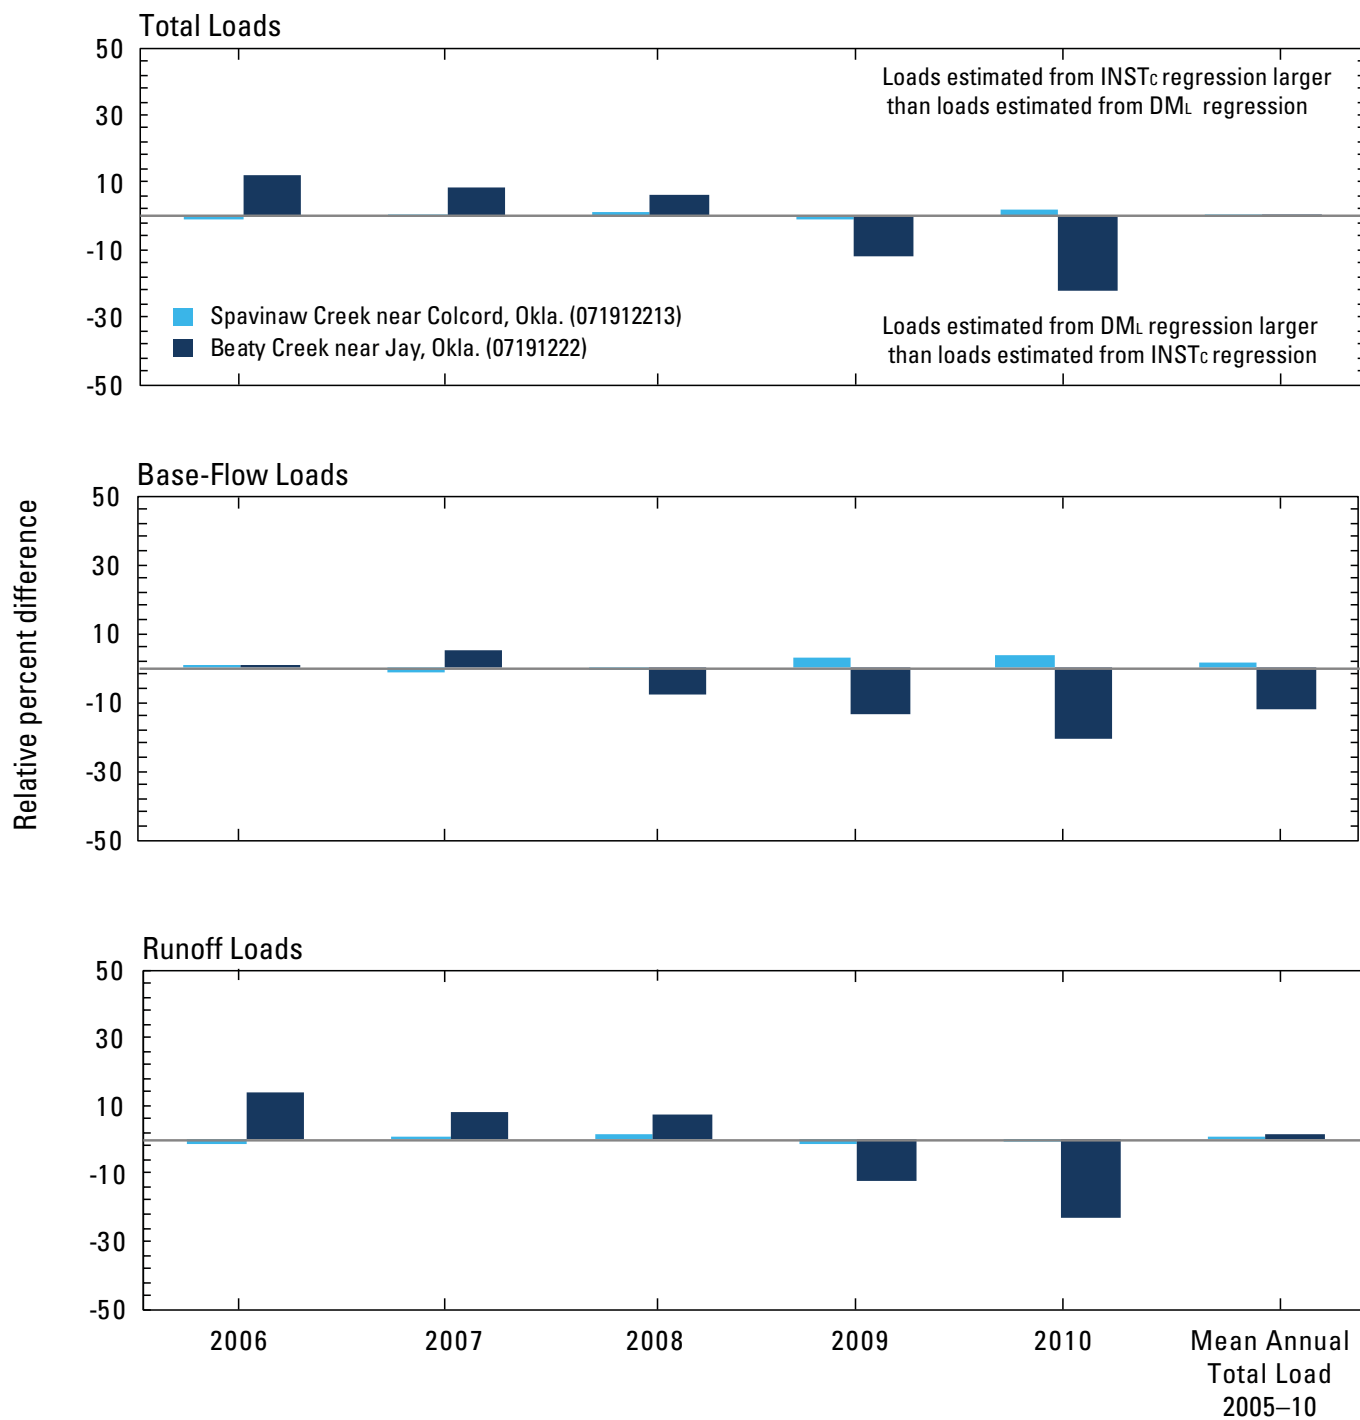 Total Loads
50
30
10
-10
-30
-50
Loads estimated from INSTC regression larger
than loads estimated from DML regression
Spavinaw Creek near Colcord, Okla. (071912213)
Beaty Creek near Jay, Okla. (07191222)
Loads estimated from DML regression larger
than loads estimated from INSTC regression
Relative percent difference
Base-Flow Loads
50
30
10
-10
-30
-50
Runoff Loads
50
30
10
-10
-30
-50
2006
2007
2008
2009
2010
Mean Annual
Total Load
2005–10